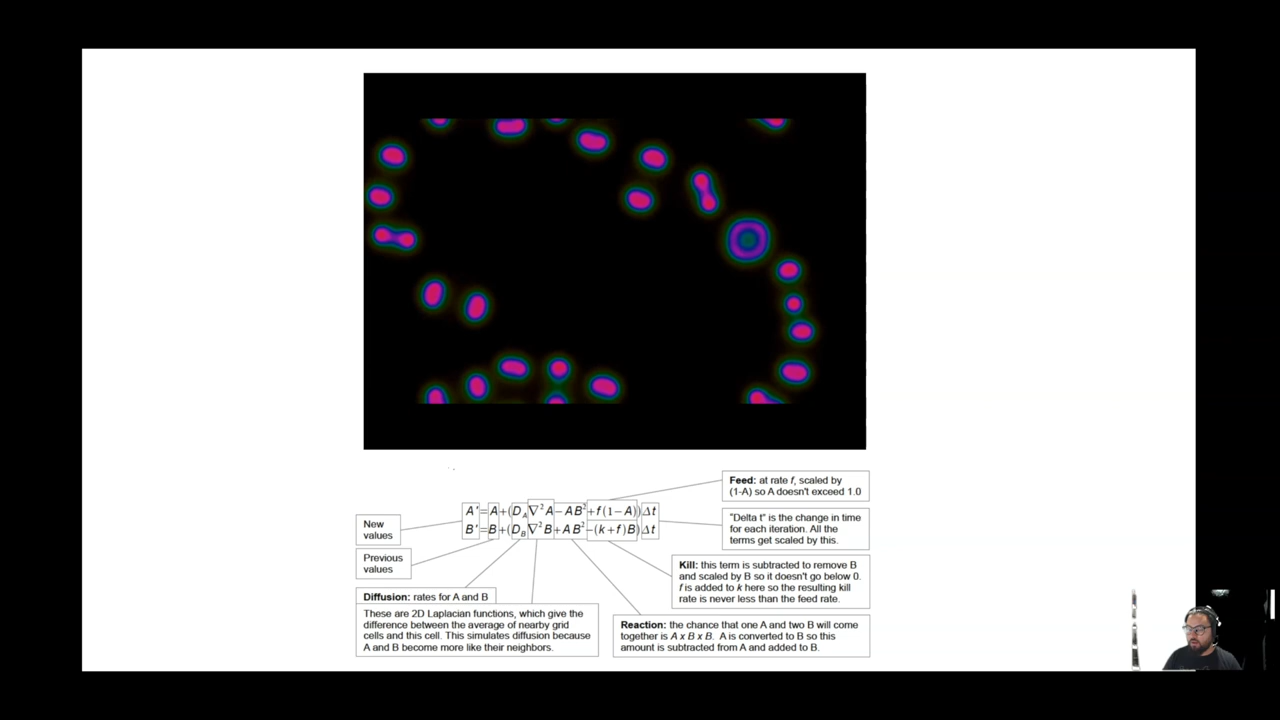 Feed: at rate f, scaled by
(1-A) so A doesn't exceed 1.0
A'=A+(D_A∇²A−AB²+f(1−A))Δt
B'=B+(D_B∇²B+AB²−(k+f)B)Δt
New
values
"Delta t" is the change in time
for each iteration. All the
terms get scaled by this.
Previous
values
Kill: this term is subtracted to remove B
and scaled by B so it doesn't go below 0.
f is added to k here so the resulting kill
rate is never less than the feed rate.
Diffusion: rates for A and B
These are 2D Laplacian functions, which give the
difference between the average of nearby grid
cells and this cell. This simulates diffusion because
A and B become more like their neighbors.
Reaction: the chance that one A and two B will come
together is A x B x B. A is converted to B so this
amount is subtracted from A and added to B.